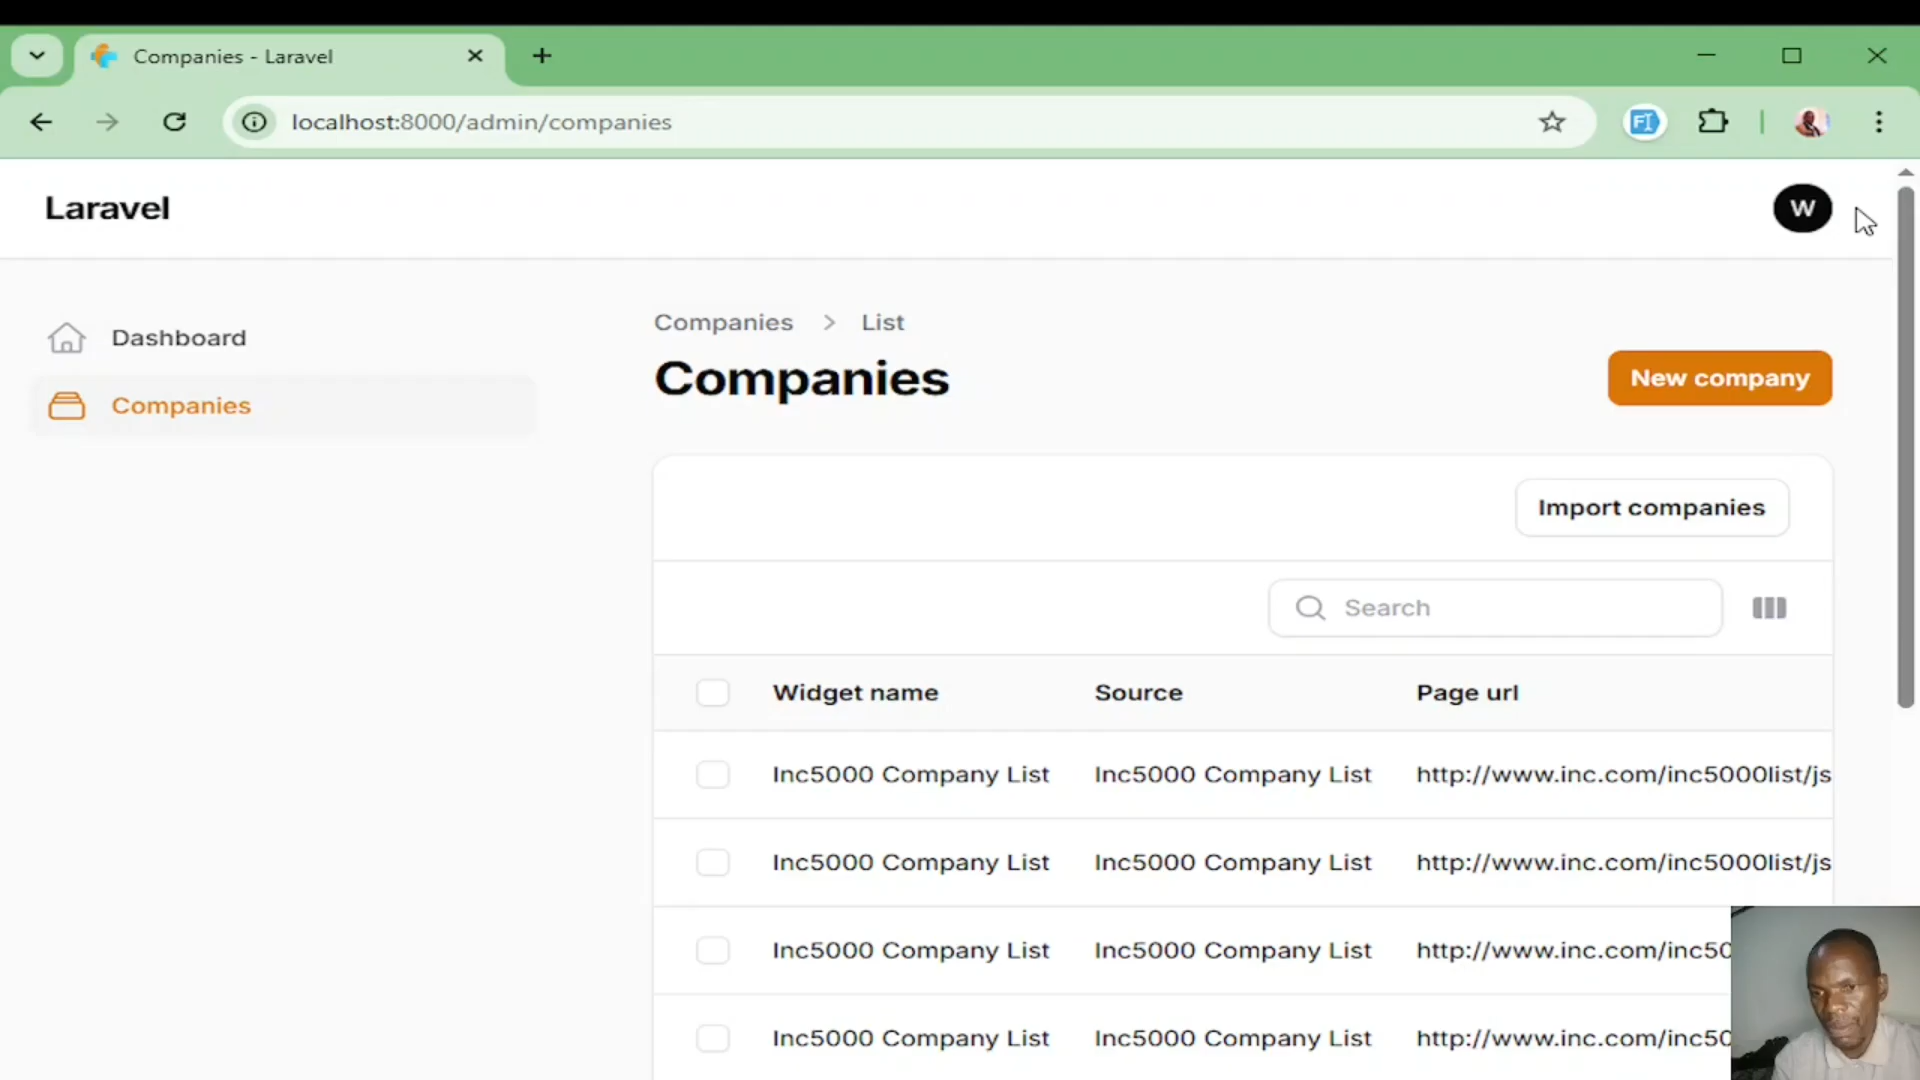 Companies - Laravel
localhost:8000/admin/companies
FI
Laravel
W
Dashboard
Companies
Companies > List
Companies
New company
Import companies
Search
Widget name Source Page url
Inc5000 Company List Inc5000 Company List http://www.inc.com/inc5000list/js
Inc5000 Company List Inc5000 Company List http://www.inc.com/inc5000list/js
Inc5000 Company List Inc5000 Company List http://www.inc.com/inc50
Inc5000 Company List Inc5000 Company List http://www.inc.com/inc50